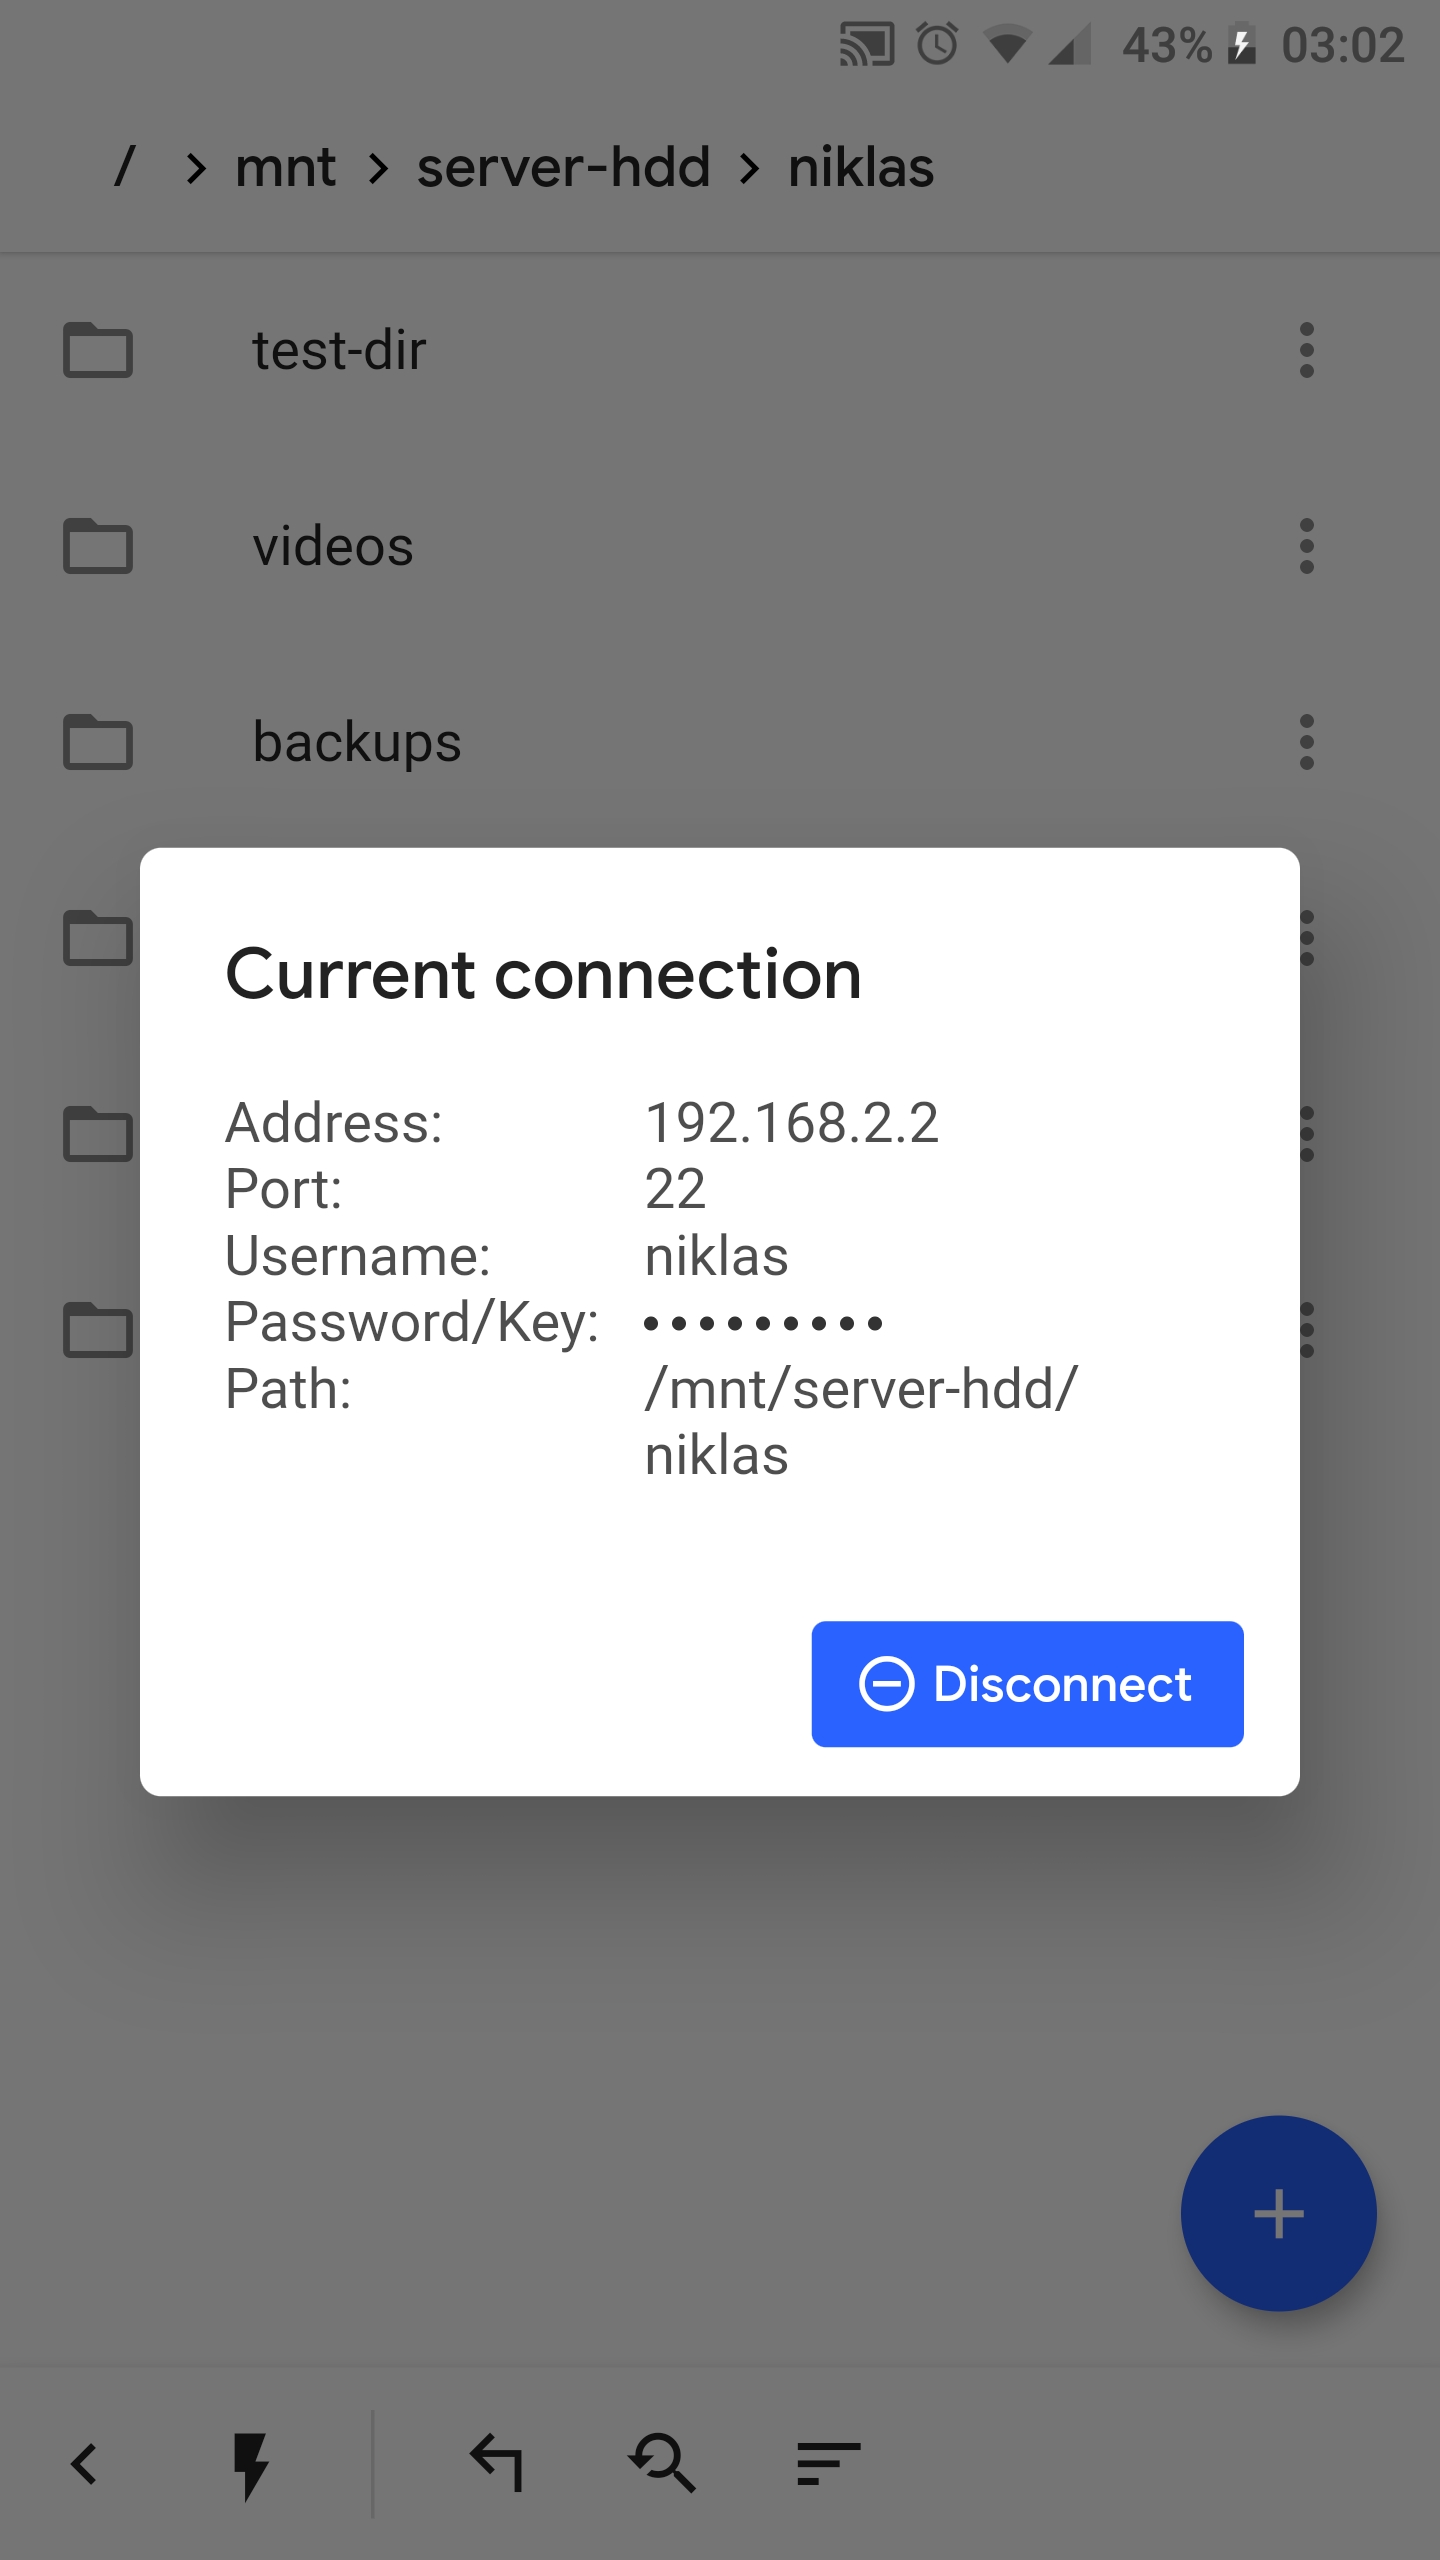 43% 03:02
/ > mnt > server-hdd > niklas
test-dir
videos
backups
Current connection
Address: 192.168.2.2
Port: 22
Username: niklas
Password/Key: •••••••••
Path: /mnt/server-hdd/
niklas
Disconnect